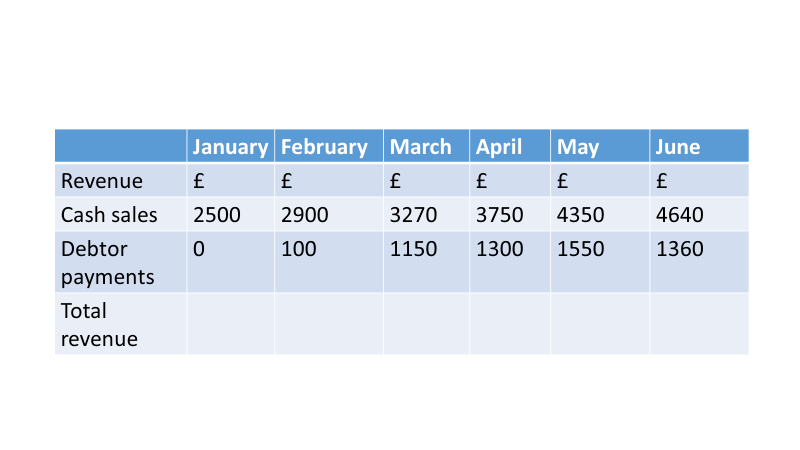 January February March April May June
Revenue £ £ £ £ £ £
Cash sales 2500 2900 3270 3750 4350 4640
Debtor 0 100 1150 1300 1550 1360
payments
Total
revenue